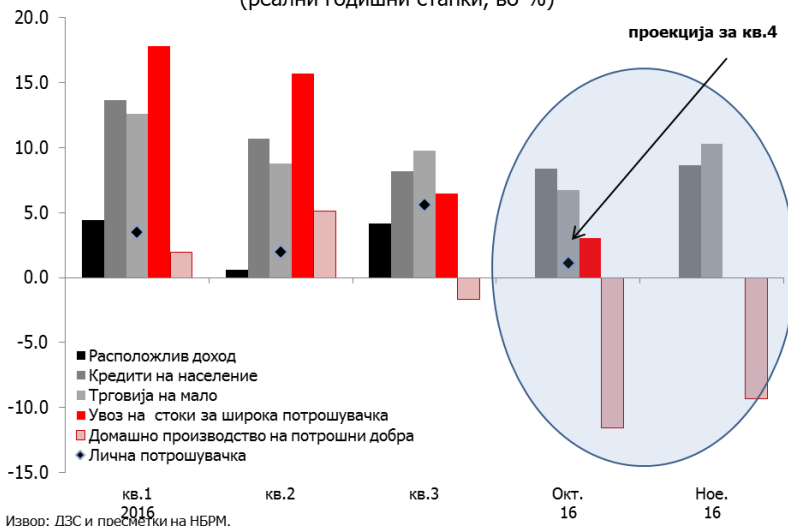 (реални годишни стапки, во %)
проекција за кв.4
20.0
15.0
10.0
5.0
0.0
-5.0
-10.0
-15.0
Расположлив доход
Кредити на население
Трговија на мало
Увоз на стоки за широка потрошувачка
Домашно производство на потрошни добра
Лична потрошувачка
кв.1
2016
кв.2
кв.3
Окт.
16
Ное.
16
Извор: ДЗС и пресметки на НБРМ.